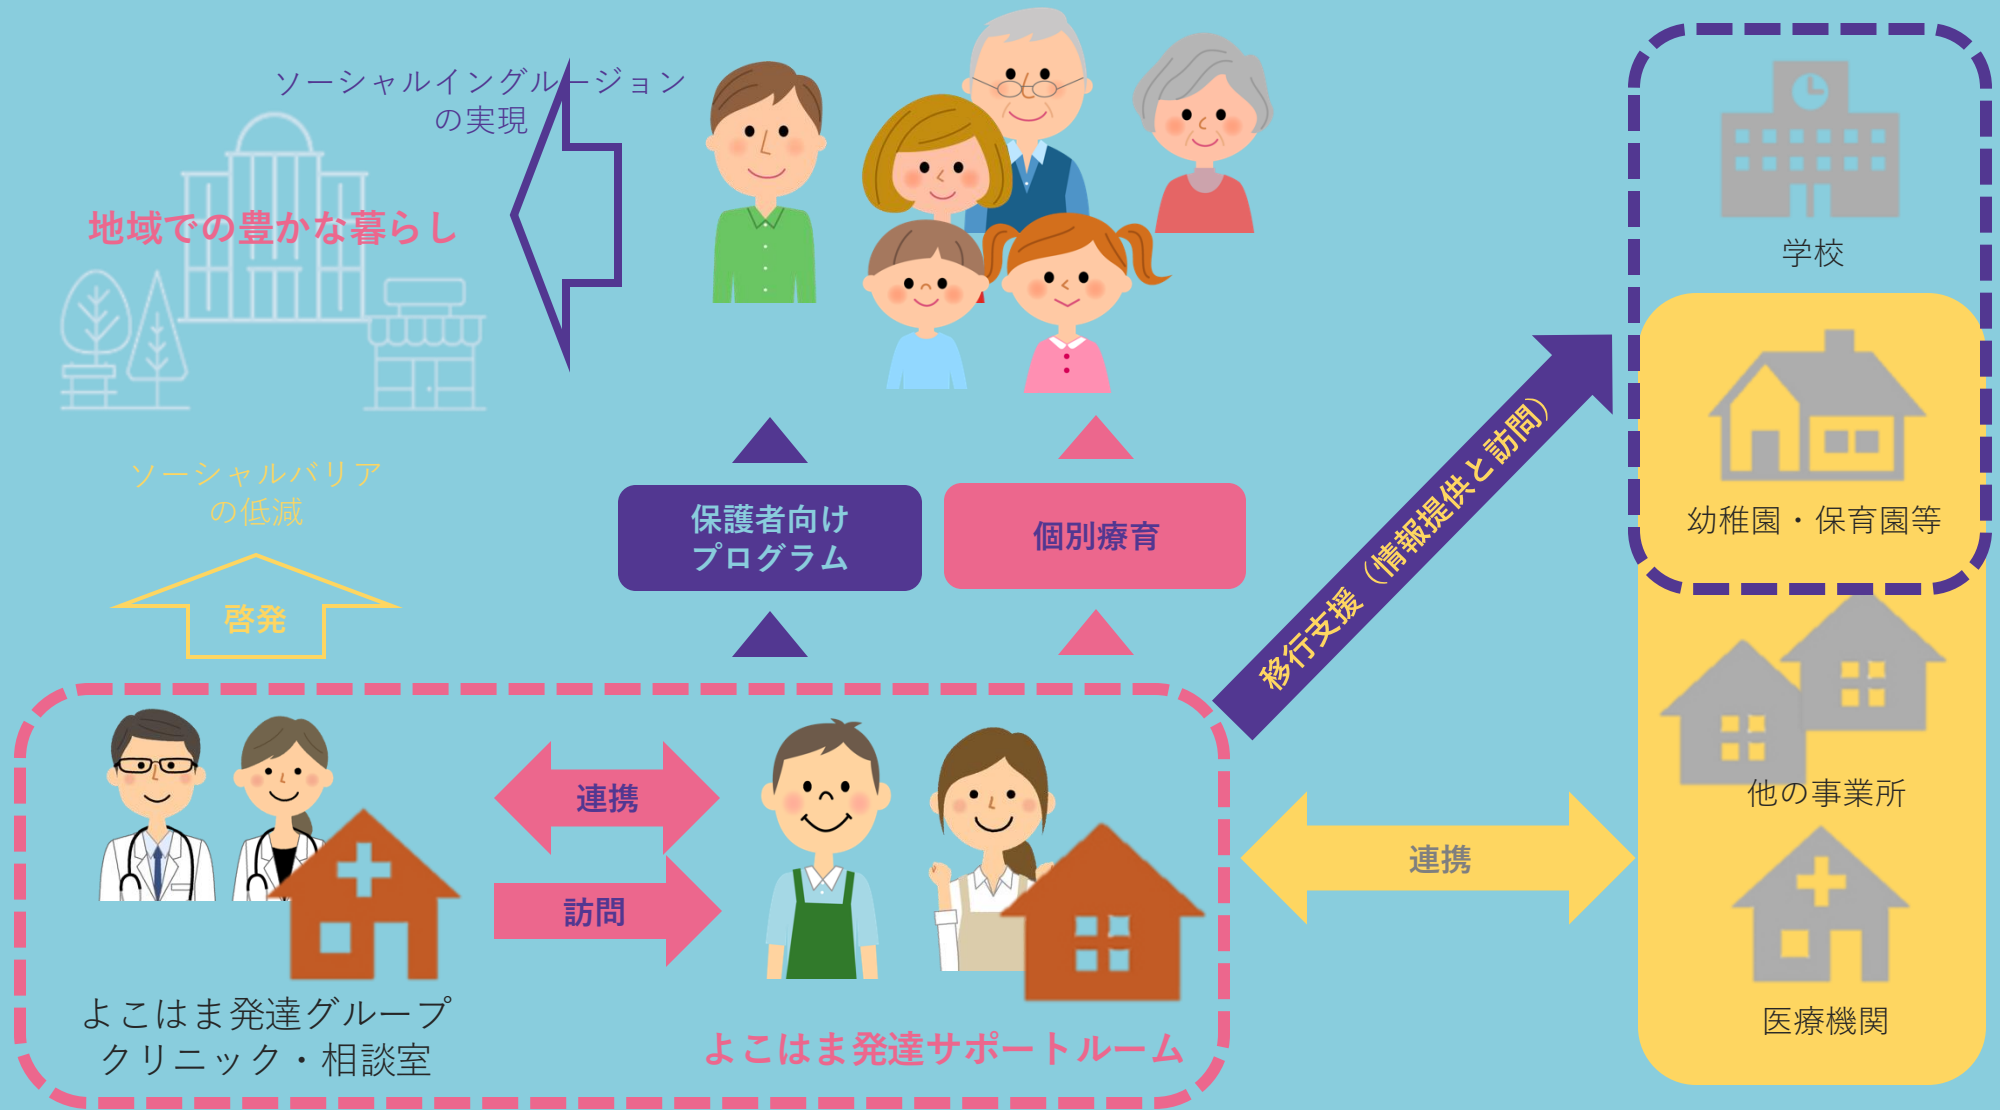 ソーシャルイングルージョン
の実現
地域での豊かな暮らし
学校
幼稚園・保育園等
ソーシャルバリア
の低減
保護者向け
プログラム
個別療育
移行支援（情報提供と訪問）
啓発
連携
訪問
連携
他の事業所
医療機関
よこはま発達グループ
クリニック・相談室
よこはま発達サポートルーム